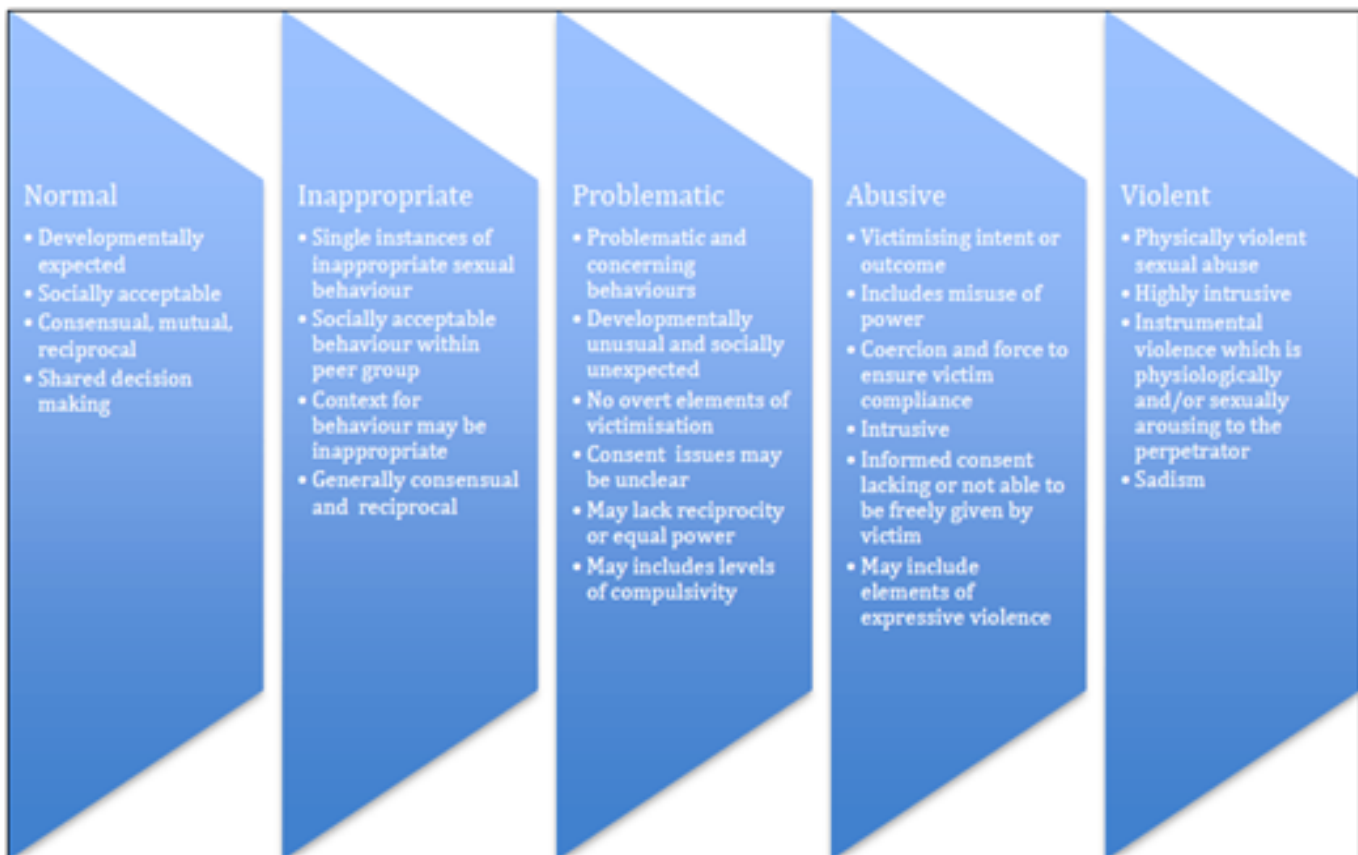 Normal
• Developmentally
expected
• Socially acceptable
• Consensual, mutual,
reciprocal
• Shared decision
making
Inappropriate
• Single instances of
inappropriate sexual
behaviour
• Socially acceptable
behaviour within
peer group
• Context for
behaviour may be
inappropriate
• Generally consensual
and reciprocal
Problematic
• Problematic and
concerning
behaviours
• Developmentally
unusual and socially
unexpected
• No overt elements of
victimisation
• Consent issues may
be unclear
• May lack reciprocity
or equal power
• May includes levels
of compulsivity
Abusive
• Victimising intent or
outcome
• Includes misuse of
power
• Coercion and force to
ensure victim
compliance
• Intrusive
• Informed consent
lacking or not able to
be freely given by
victim
• May include
elements of
expressive violence
Violent
• Physically violent
sexual abuse
• Highly intrusive
• Instrumental
violence which is
physiologically
and/or sexually
arousing to the
perpetrator
• Sadism